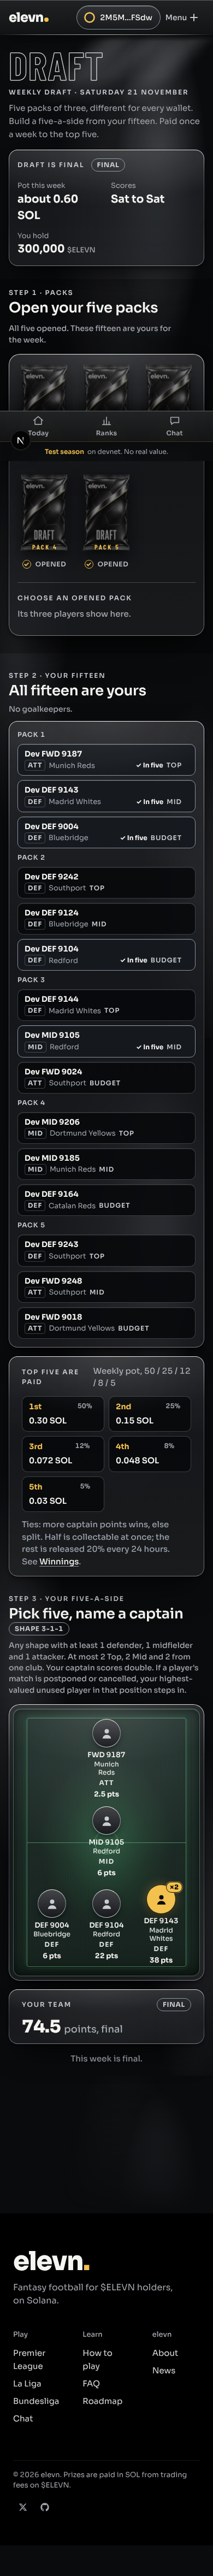 elevn.
2M5M...FSdw
Menu +
DRAFT
WEEKLY DRAFT · SATURDAY 21 NOVEMBER
Five packs of three, different for every wallet.
Build a five-a-side from your fifteen. Paid once
a week to the top five.
DRAFT IS FINAL FINAL
Pot this week Scores
about 0.60 SOL Sat to Sat
You hold
300,000 $ELEVN
STEP 1 · PACKS
Open your five packs
All five opened. These fifteen are yours for
the week.
elevn. elevn. elevn.
Today Ranks Chat
N
Test season on devnet. No real value.
elevn. elevn.
DRAFT DRAFT
PACK 4 PACK 5
OPENED OPENED
CHOOSE AN OPENED PACK
Its three players show here.
STEP 2 · YOUR FIFTEEN
All fifteen are yours
No goalkeepers.
PACK 1
Dev FWD 9187
ATT Munich Reds ✓ In five TOP
Dev DEF 9143
DEF Madrid Whites ✓ In five MID
Dev DEF 9004
DEF Bluebridge ✓ In five BUDGET
PACK 2
Dev DEF 9242
DEF Southport TOP
Dev DEF 9124
DEF Bluebridge MID
Dev DEF 9104
DEF Redford ✓ In five BUDGET
PACK 3
Dev DEF 9144
DEF Madrid Whites TOP
Dev MID 9105
MID Redford ✓ In five MID
Dev FWD 9024
ATT Southport BUDGET
PACK 4
Dev MID 9206
MID Dortmund Yellows TOP
Dev MID 9185
MID Munich Reds MID
Dev DEF 9164
DEF Catalan Reds BUDGET
PACK 5
Dev DEF 9243
DEF Southport TOP
Dev FWD 9248
ATT Southport MID
Dev FWD 9018
ATT Dortmund Yellows BUDGET
TOP FIVE ARE PAID
Weekly pot, 50 / 25 / 12 / 8 / 5
1st 50% 2nd 25%
0.30 SOL 0.15 SOL
3rd 12% 4th 8%
0.072 SOL 0.048 SOL
5th 5%
0.03 SOL
Ties: more captain points wins, else
split. Half is collectable at once; the
rest is released 20% every 24 hours.
See Winnings.
STEP 3 · YOUR FIVE-A-SIDE
Pick five, name a captain
SHAPE 3-1-1
Any shape with at least 1 defender, 1 midfielder
and 1 attacker. At most 2 Top, 2 Mid and 2 from
one club. Your captain scores double. If a player's
match is postponed or cancelled, your highest-
valued unused player in that position steps in.
FWD 9187
Munich
Reds
ATT
2.5 pts
MID 9105
Redford
MID
6 pts
DEF 9004
Bluebridge
DEF
6 pts
DEF 9104
Redford
DEF
22 pts
×2
DEF 9143
Madrid
Whites
DEF
38 pts
YOUR TEAM FINAL
74.5 points, final
This week is final.
elevn.
Fantasy football for $ELEVN holders,
on Solana.
Play Learn elevn
Premier League How to play About
La Liga FAQ News
Bundesliga Roadmap
Chat
© 2026 elevn. Prizes are paid in SOL from trading
fees on $ELEVN.